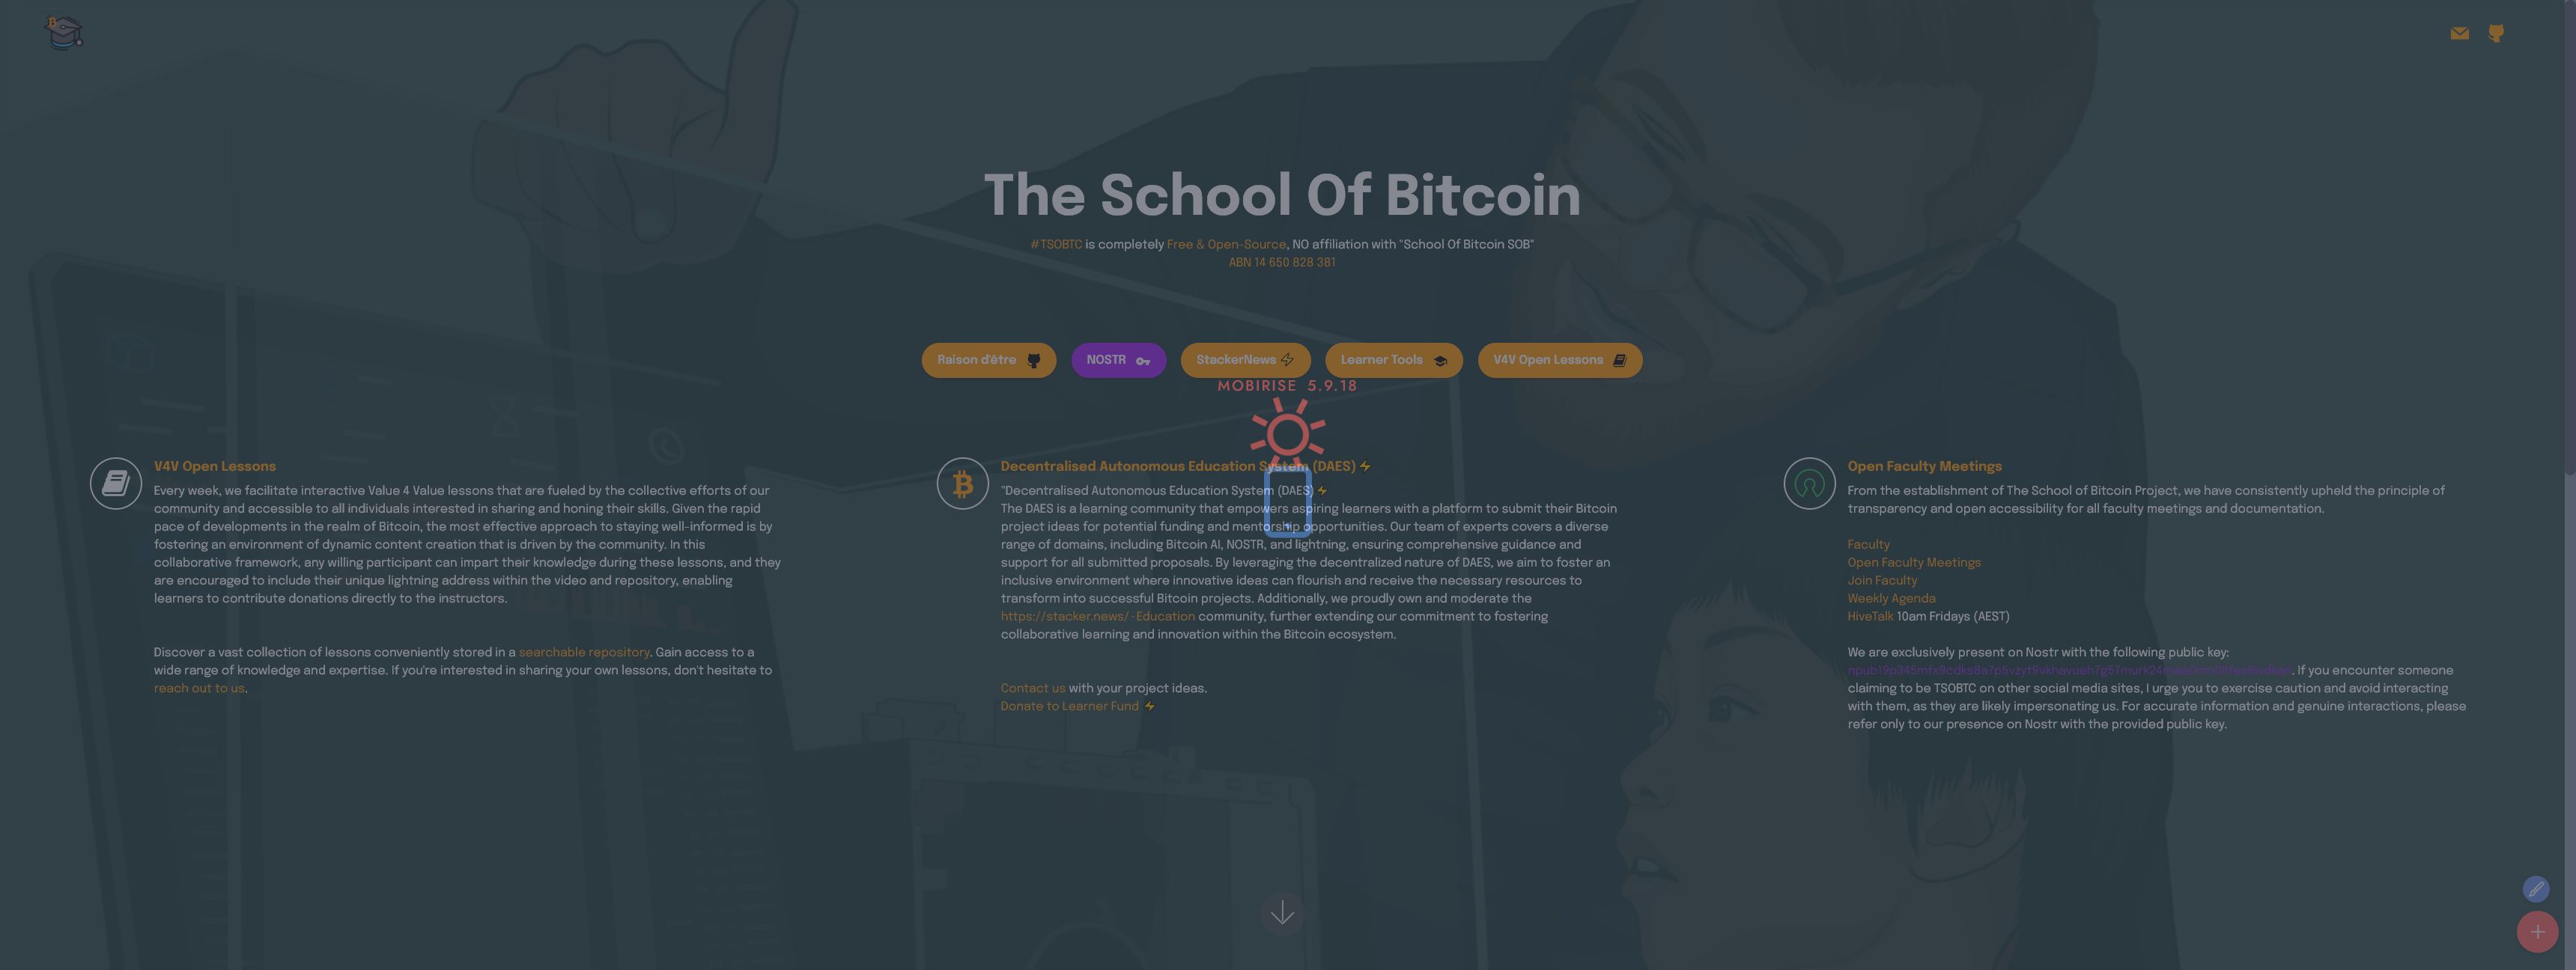 The School Of Bitcoin
#TSOBTC is completely Free & Open-Source, NO affiliation with "School Of Bitcoin SOB"
ABN 14 650 828 381
Raison d'être
NOSTR
StackerNews
Learner Tools
V4V Open Lessons
MOBIRISE 5.9.18
V4V Open Lessons
Every week, we facilitate interactive Value 4 Value lessons that are fueled by the collective efforts of our
community and accessible to all individuals interested in sharing and honing their skills. Given the rapid
pace of developments in the realm of Bitcoin, the most effective approach to staying well-informed is by
fostering an environment of dynamic content creation that is driven by the community. In this
collaborative framework, any willing participant can impart their knowledge during these lessons, and they
are encouraged to include their unique lightning address within the video and repository, enabling
learners to contribute donations directly to the instructors.
Discover a vast collection of lessons conveniently stored in a searchable repository. Gain access to a
wide range of knowledge and expertise. If you're interested in sharing your own lessons, don't hesitate to
reach out to us.
Decentralised Autonomous Education System (DAES)
"Decentralised Autonomous Education System (DAES)
The DAES is a learning community that empowers aspiring learners with a platform to submit their Bitcoin
project ideas for potential funding and mentorship opportunities. Our team of experts covers a diverse
range of domains, including Bitcoin AI, NOSTR, and lightning, ensuring comprehensive guidance and
support for all submitted proposals. By leveraging the decentralized nature of DAES, we aim to foster an
inclusive environment where innovative ideas can flourish and receive the necessary resources to
transform into successful Bitcoin projects. Additionally, we proudly own and moderate the
https://stacker.news/~Education community, further extending our commitment to fostering
collaborative learning and innovation within the Bitcoin ecosystem.
Contact us with your project ideas.
Donate to Learner Fund
Open Faculty Meetings
From the establishment of The School of Bitcoin Project, we have consistently upheld the principle of
transparency and open accessibility for all faculty meetings and documentation.
Faculty
Open Faculty Meetings
Join Faculty
Weekly Agenda
HiveTalk 10am Fridays (AEST)
We are exclusively present on Nostr with the following public key:
. If you encounter someone
claiming to be TSOBTC on other social media sites, I urge you to exercise caution and avoid interacting
with them, as they are likely impersonating us. For accurate information and genuine interactions, please
refer only to our presence on Nostr with the provided public key.